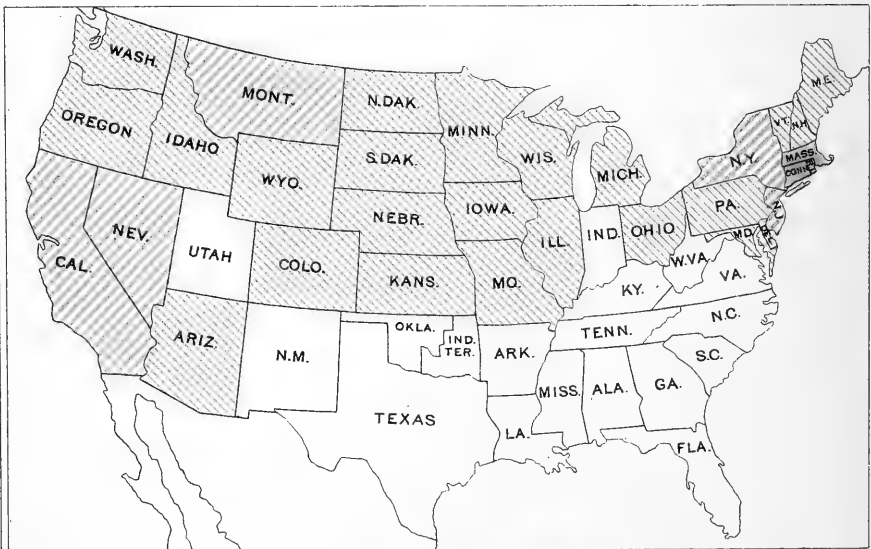 WASH.
OREGON
IDAHO
MONT.
WYO.
N.DAK.
S.DAK.
NEBR.
KANS.
MINN.
IOWA.
MO.
WIS.
MICH.
ILL.
IND.
OHIO
CAL.
NEV.
UTAH
COLO.
ARIZ.
N.M.
OKLA.
IND.
TER.
TEXAS
ARK.
LA.
MISS.
ALA.
TENN.
KY.
W.VA.
VA.
N.C.
S.C.
GA.
FLA.
PA.
N.Y.
N.J.
MD.
M.E.
VT.
N.H.
MASS.
CONN.